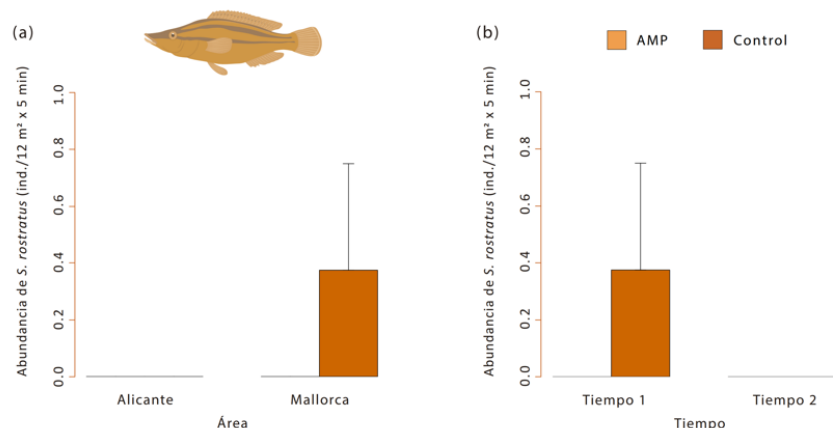 (a)
Abundancia de S. rostratus (ind./12 m² x 5 min)
1.0
0.8
0.6
0.4
0.2
0.0
Alicante Mallorca
Área
(b)
AMP Control
Abundancia de S. rostratus (ind./12 m² x 5 min)
1.0
0.8
0.6
0.4
0.2
0.0
Tiempo 1 Tiempo 2
Tiempo